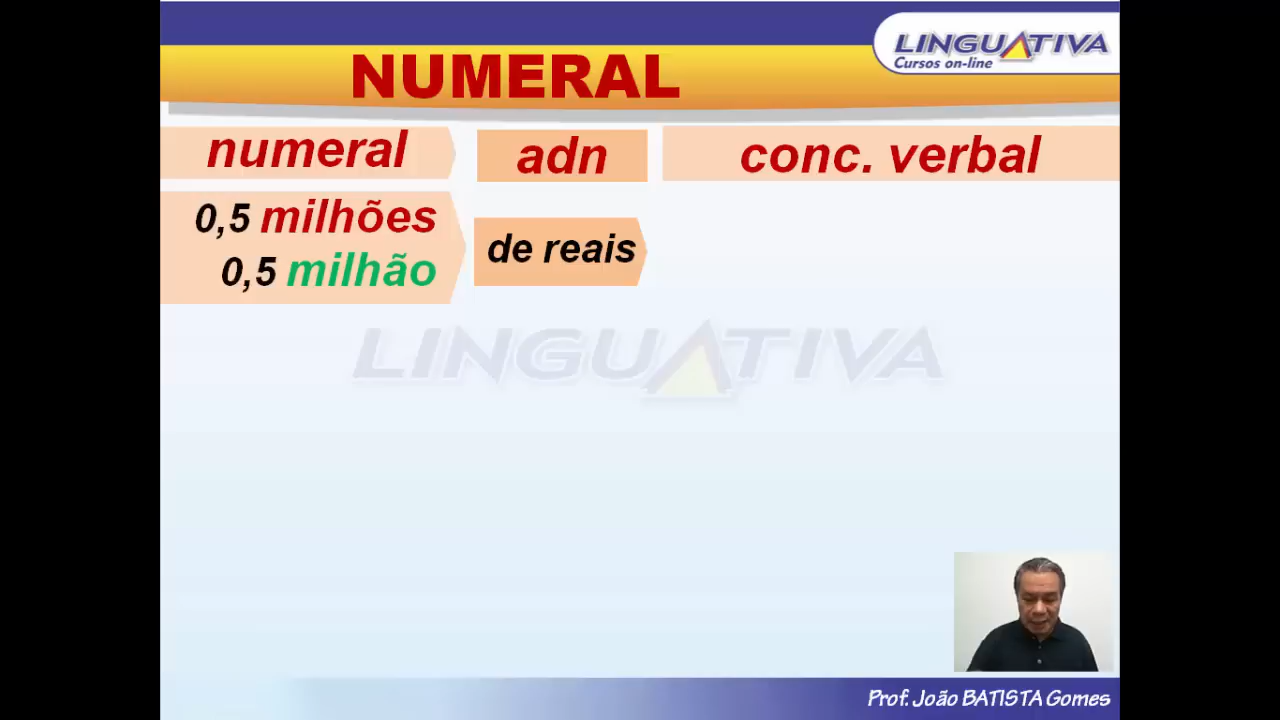 LINGUATIVA
Cursos on-line
NUMERAL
numeral adn conc. verbal
0,5 milhões
de reais
0,5 milhão
LINGUATIVA
Prof. João BATISTA Gomes